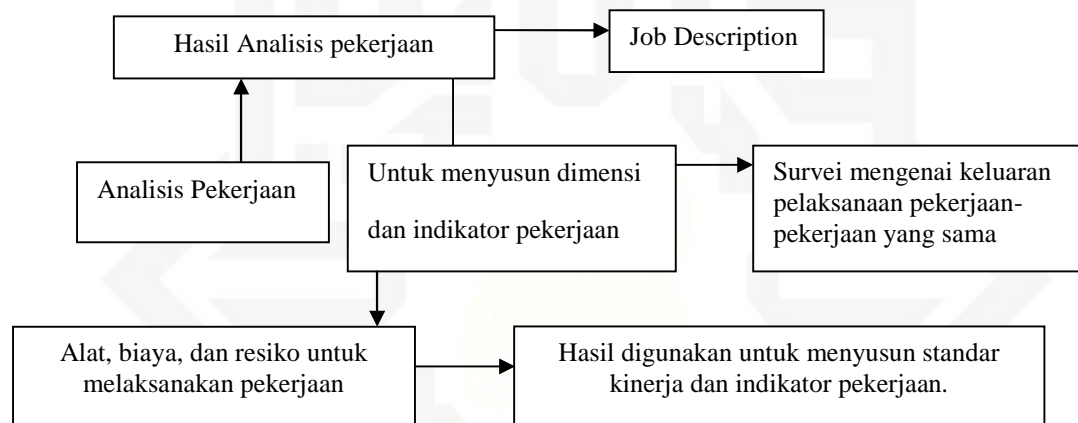 Hasil Analisis pekerjaan
Job Description
Analisis Pekerjaan
Untuk menyusun dimensi
dan indikator pekerjaan
Survei mengenai keluaran
pelaksanaan pekerjaan-
pekerjaan yang sama
Alat, biaya, dan resiko untuk
melaksanakan pekerjaan
Hasil digunakan untuk menyusun standar
kinerja dan indikator pekerjaan.